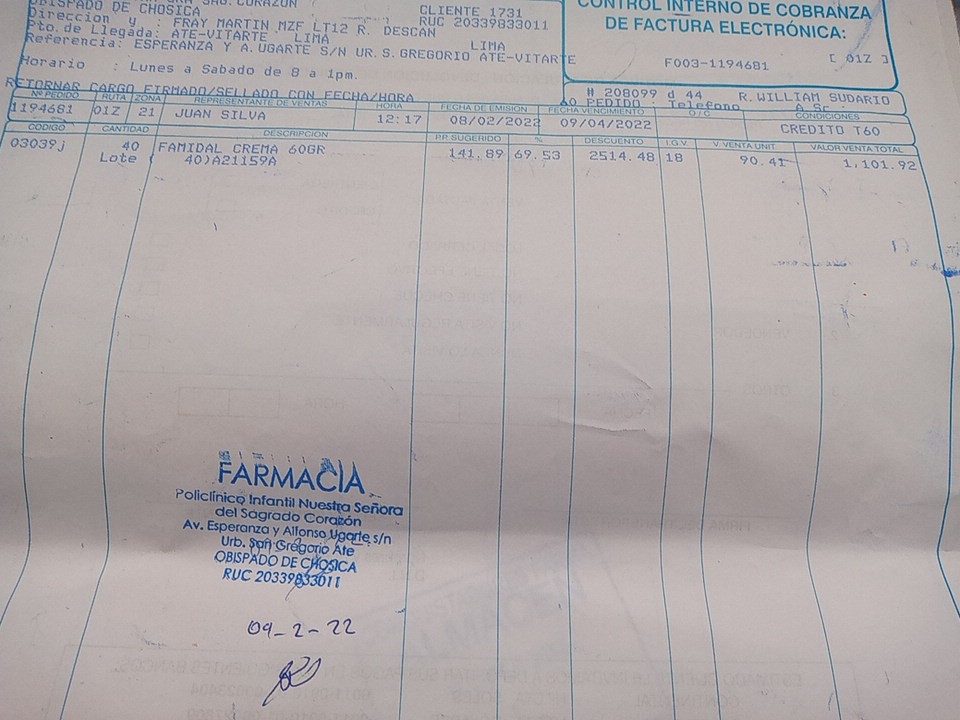 SAG.CORAZON
OBISPADO DE CHOSICA
CLIENTE 1731
RUC 20339833011
Direccion y : FRAY MARTIN MZF LT12 R. DESCAN
Pto.de Llegada: ATE-VITARTE LIMA LIMA
Referencia: ESPERANZA Y A.UGARTE S/N UR.S.GREGORIO ATE-VITARTE
Horario : Lunes a Sabado de 8 a 1pm.
RETORNAR CARGO FIRMADO/SELLADO CON FECHA/HORA
CONTROL INTERNO DE COBRANZA
DE FACTURA ELECTRÓNICA:
F003-1194681 [ 01Z ]
# 208099 d 44 R.WILLIAM SUDARIO
AO PEDIDO : Telefono A Sc
Nº PEDIDO RUTA ZONA REPRESENTANTE DE VENTAS HORA FECHA DE EMISION FECHA VENCIMIENTO O / C CONDICIONES
1194681 01Z 21 JUAN SILVA 12:17 08/02/2022 09/04/2022 CREDITO T60
CODIGO CANTIDAD DESCRIPCION P.P. SUGERIDO % DESCUENTO I.G.V. V. VENTA UNIT. VALOR VENTA TOTAL
03039j 40 FAMIDAL CREMA 60GR 141.89 69.53 2514.48 18 90.41 1,101.92
Lote ( 40)A21159A
FARMACIA
Policlínico Infantil Nuestra Señora
del Sagrado Corazón
Av. Esperanza y Alfonso Ugarte s/n
Urb. San Gregorio Ate
OBISPADO DE CHOSICA
RUC 20339833011
09-2-22